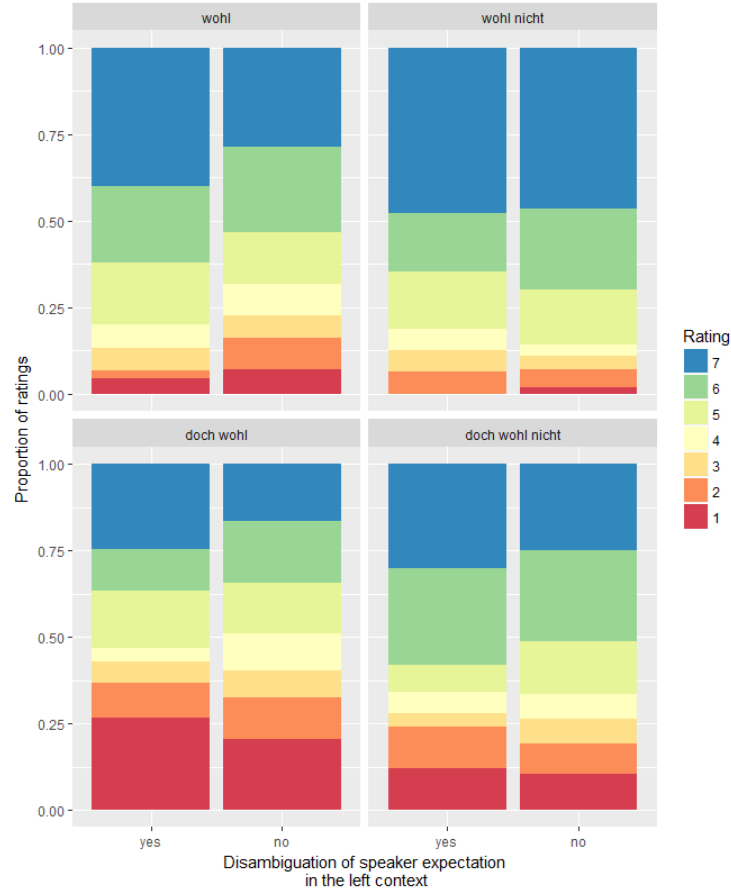 wohl
wohl nicht
1.00
0.75
0.50
0.25
0.00
doch wohl
doch wohl nicht
1.00
0.75
0.50
0.25
0.00
Proportion of ratings
yes
no
yes
no
Disambiguation of speaker expectation
in the left context
Rating
7
6
5
4
3
2
1